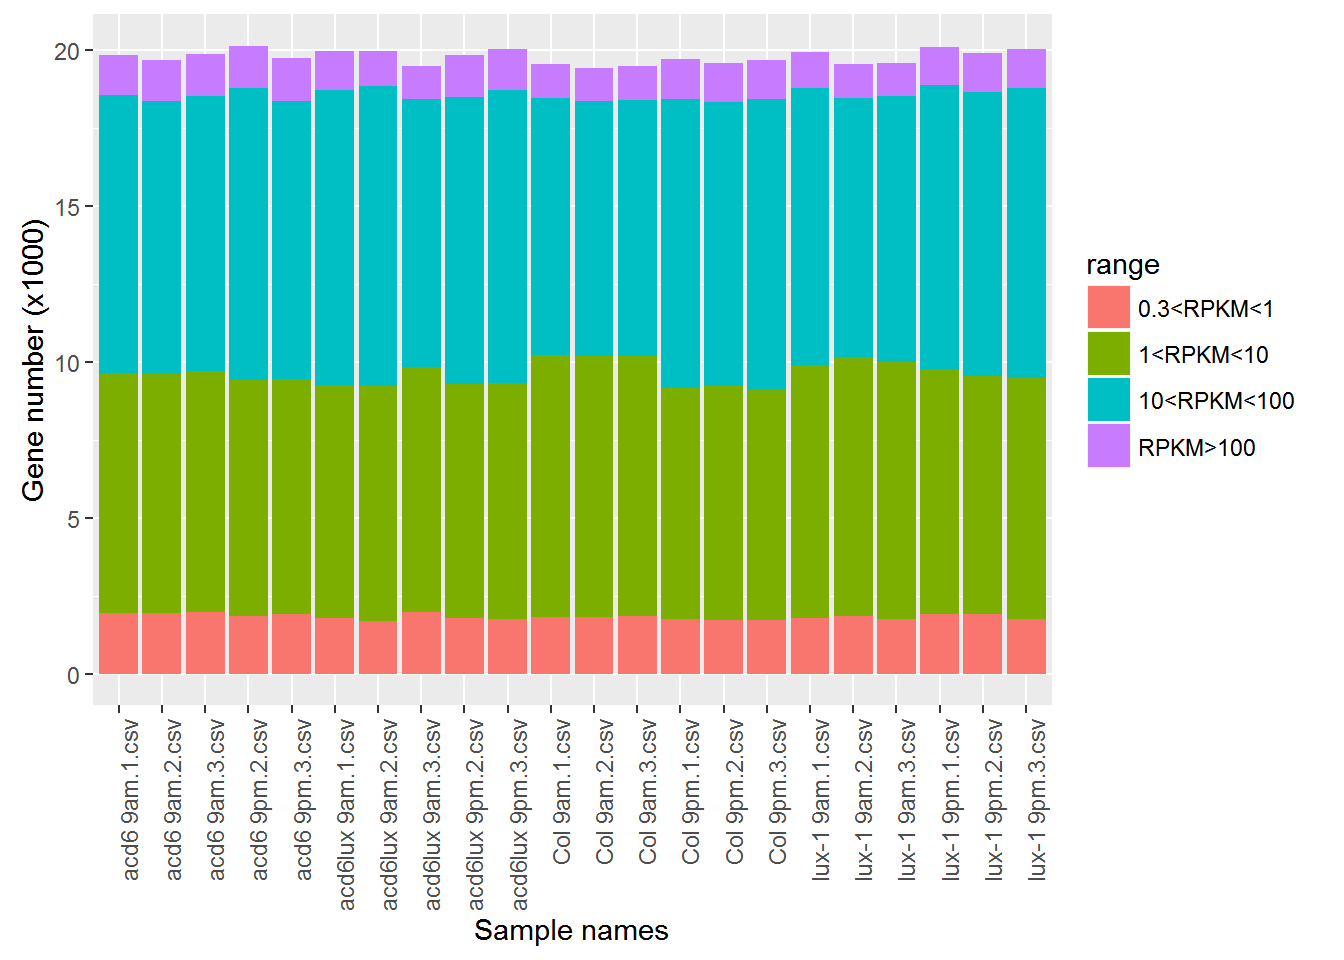 Gene number (x1000)
20
15
10
5
0
acd6 9am.1.csv
acd6 9am.2.csv
acd6 9am.3.csv
acd6 9pm.2.csv
acd6 9pm.3.csv
acd6lux 9am.1.csv
acd6lux 9am.2.csv
acd6lux 9am.3.csv
acd6lux 9pm.2.csv
acd6lux 9pm.3.csv
Col 9am.1.csv
Col 9am.2.csv
Col 9am.3.csv
Col 9pm.1.csv
Col 9pm.2.csv
Col 9pm.3.csv
lux-1 9am.1.csv
lux-1 9am.2.csv
lux-1 9am.3.csv
lux-1 9pm.1.csv
lux-1 9pm.2.csv
lux-1 9pm.3.csv
Sample names
range
0.3<RPKM<1
1<RPKM<10
10<RPKM<100
RPKM>100